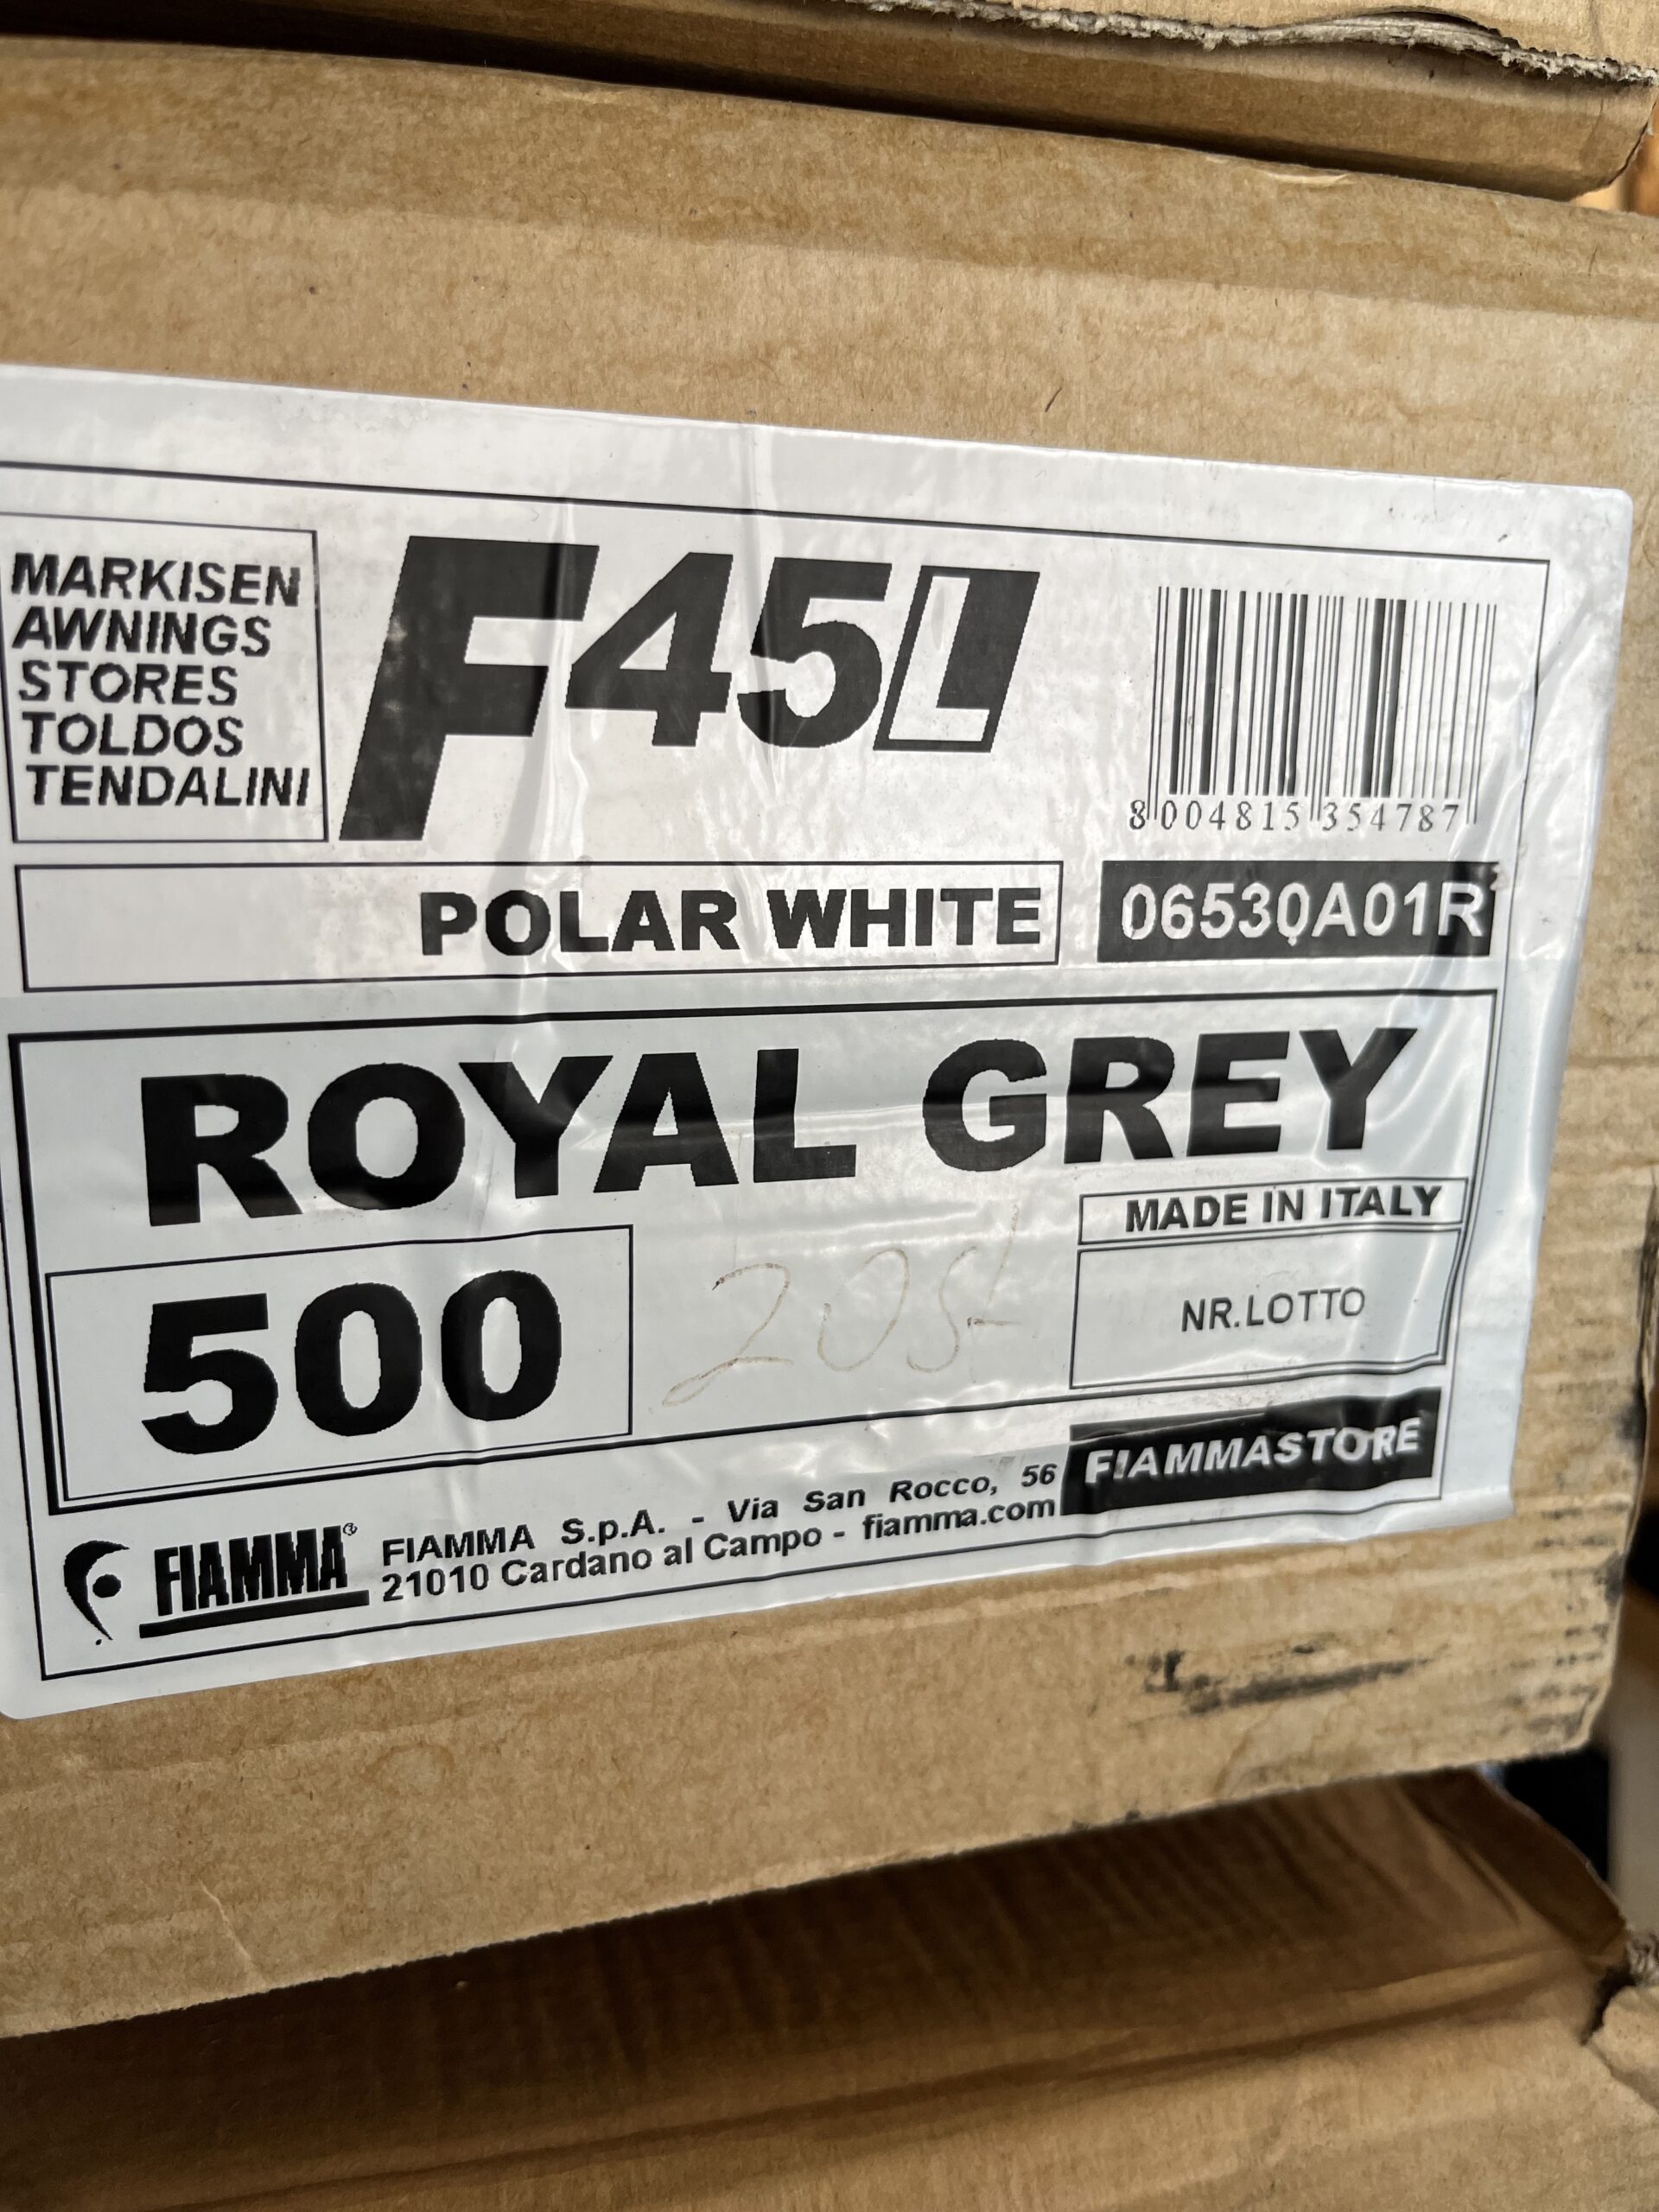 MARKISEN
AWNINGS
STORES
TOLDOS
TENDALINI
F45L
8 004815 354787
POLAR WHITE
06530A01R
ROYAL GREY
MADE IN ITALY
500
NR.LOTTO
FIAMMASTORE
FIAMMA®
FIAMMA S.p.A. - Via San Rocco, 56
21010 Cardano al Campo - fiamma.com